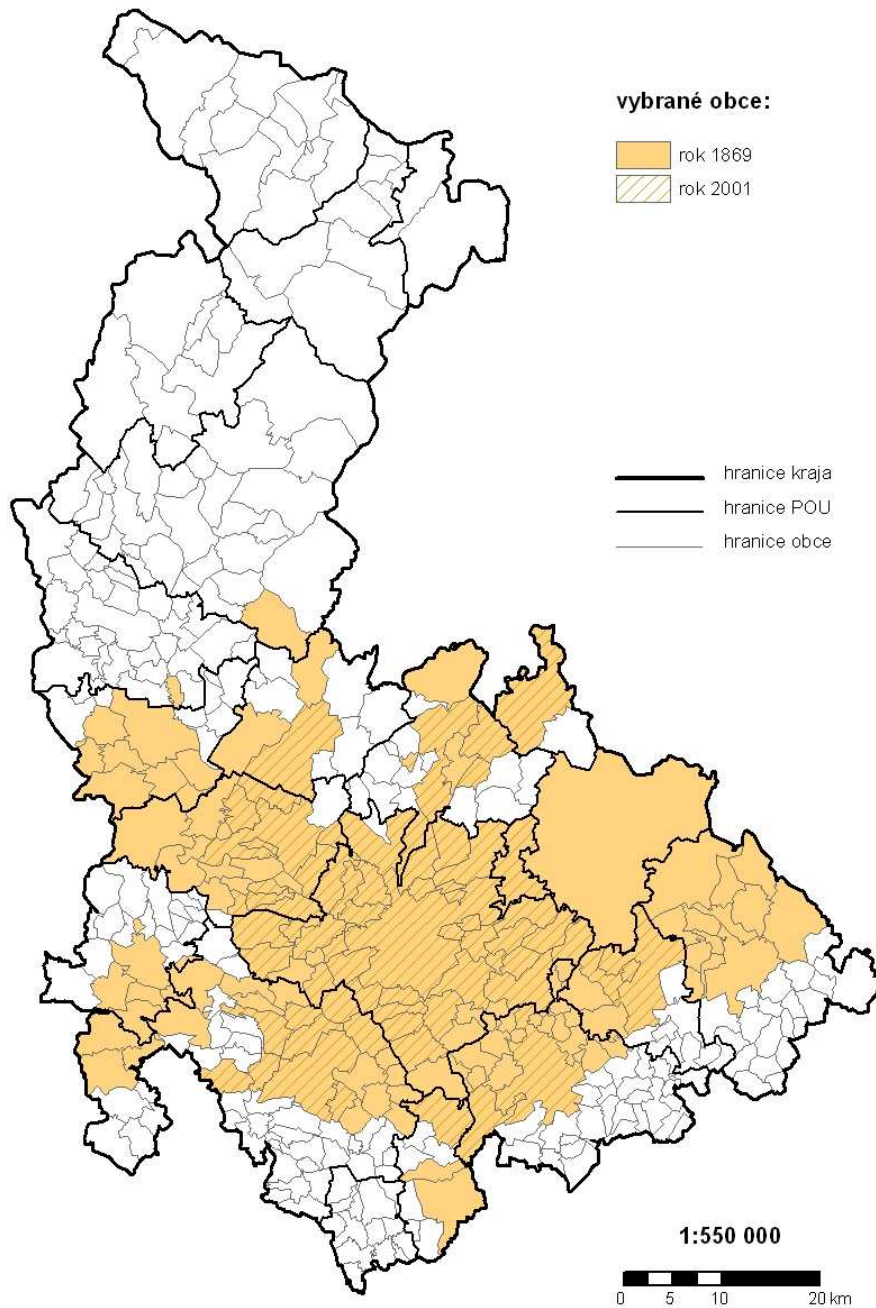 vybrané obce:
rok 1869
rok 2001
hranice kraja
hranice POU
hranice obce
1:550 000
0 5 10 20 km